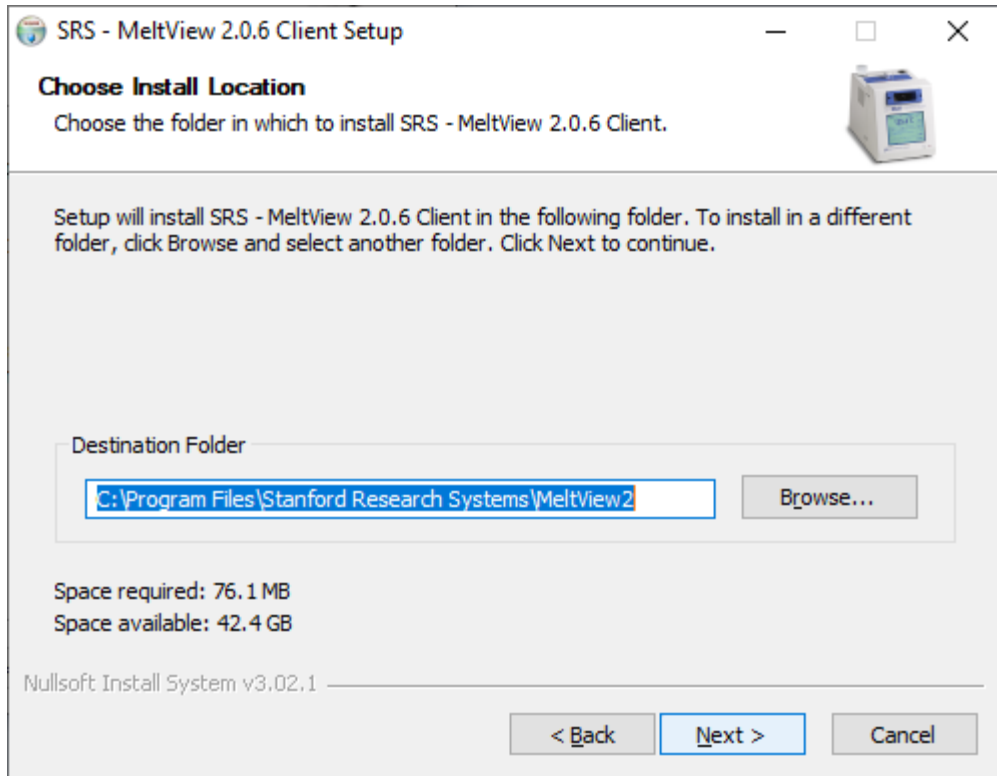 SRS - MeltView 2.0.6 Client Setup
Choose Install Location
Choose the folder in which to install SRS - MeltView 2.0.6 Client.
Setup will install SRS - MeltView 2.0.6 Client in the following folder. To install in a different
folder, click Browse and select another folder. Click Next to continue.
Destination Folder
C:\Program Files\Stanford Research Systems\MeltView2
Browse...
Space required: 76.1 MB
Space available: 42.4 GB
Nullsoft Install System v3.02.1
< Back
Next >
Cancel